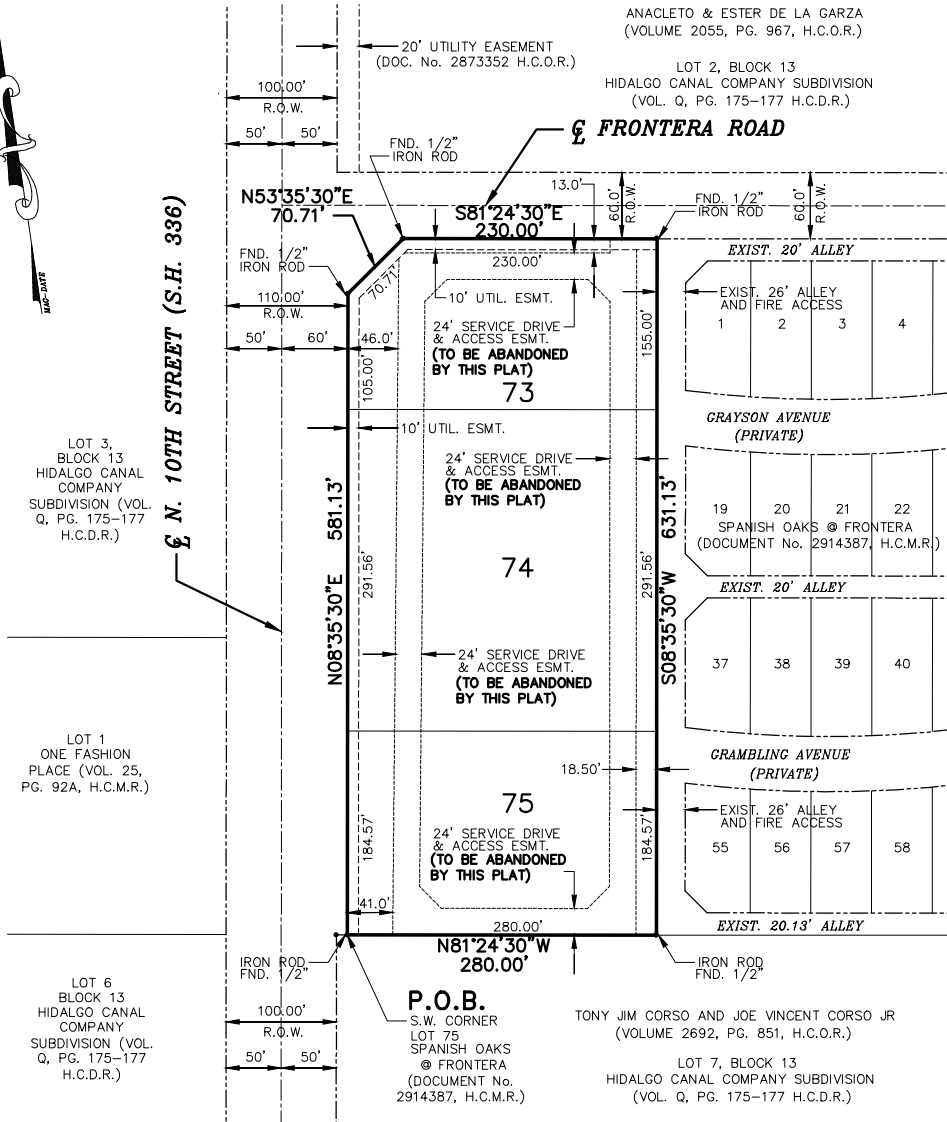 ANACLETO & ESTER DE LA GARZA
(VOLUME 2055, PG. 967, H.C.O.R.)
20' UTILITY EASEMENT
(DOC. No. 2873352 H.C.O.R.)
LOT 2, BLOCK 13
HIDALGO CANAL COMPANY SUBDIVISION
(VOL. Q, PG. 175-177 H.C.D.R.)
100.00'
R.O.W.
50'
50'
℄ FRONTERA ROAD
FND. 1/2"
IRON ROD
N53°35'30"E
70.71'
13.0'
S81°24'30"E
230.00'
60.0'
R.O.W.
FND. 1/2"
IRON ROD
60.0'
R.O.W.
MAG-DATE
FND. 1/2"
IRON ROD
230.00'
EXIST. 20' ALLEY
70.71'
10' UTIL. ESMT.
EXIST. 26' ALLEY
AND FIRE ACCESS
110.00'
R.O.W.
50'
60'
46.0'
24' SERVICE DRIVE
& ACCESS ESMT.
(TO BE ABANDONED
BY THIS PLAT)
155.00'
1
2
3
4
105.00'
73
℄ N. 10TH STREET (S.H. 336)
GRAYSON AVENUE
(PRIVATE)
10' UTIL. ESMT.
LOT 3,
BLOCK 13
HIDALGO CANAL
COMPANY
SUBDIVISION (VOL.
Q, PG. 175-177
H.C.D.R.)
24' SERVICE DRIVE
& ACCESS ESMT.
(TO BE ABANDONED
BY THIS PLAT)
19
20
21
22
SPANISH OAKS @ FRONTERA
(DOCUMENT No. 2914387, H.C.M.R.)
N08°35'30"E 581.13'
291.56'
74
291.56'
S08°35'30"W 631.13'
EXIST. 20' ALLEY
24' SERVICE DRIVE
& ACCESS ESMT.
(TO BE ABANDONED
BY THIS PLAT)
37
38
39
40
LOT 1
ONE FASHION
PLACE (VOL. 25,
PG. 92A, H.C.M.R.)
GRAMBLING AVENUE
(PRIVATE)
18.50'
75
EXIST. 26' ALLEY
AND FIRE ACCESS
184.57'
24' SERVICE DRIVE
& ACCESS ESMT.
(TO BE ABANDONED
BY THIS PLAT)
184.57'
55
56
57
58
41.0'
280.00'
EXIST. 20.13' ALLEY
N81°24'30"W
280.00'
IRON ROD
FND. 1/2"
IRON ROD
FND. 1/2"
LOT 6
BLOCK 13
HIDALGO CANAL
COMPANY
SUBDIVISION (VOL.
Q, PG. 175-177
H.C.D.R.)
100.00'
R.O.W.
50'
50'
P.O.B.
S.W. CORNER
LOT 75
SPANISH OAKS
@ FRONTERA
(DOCUMENT No.
2914387, H.C.M.R.)
TONY JIM CORSO AND JOE VINCENT CORSO JR
(VOLUME 2692, PG. 851, H.C.O.R.)
LOT 7, BLOCK 13
HIDALGO CANAL COMPANY SUBDIVISION
(VOL. Q, PG. 175-177 H.C.D.R.)